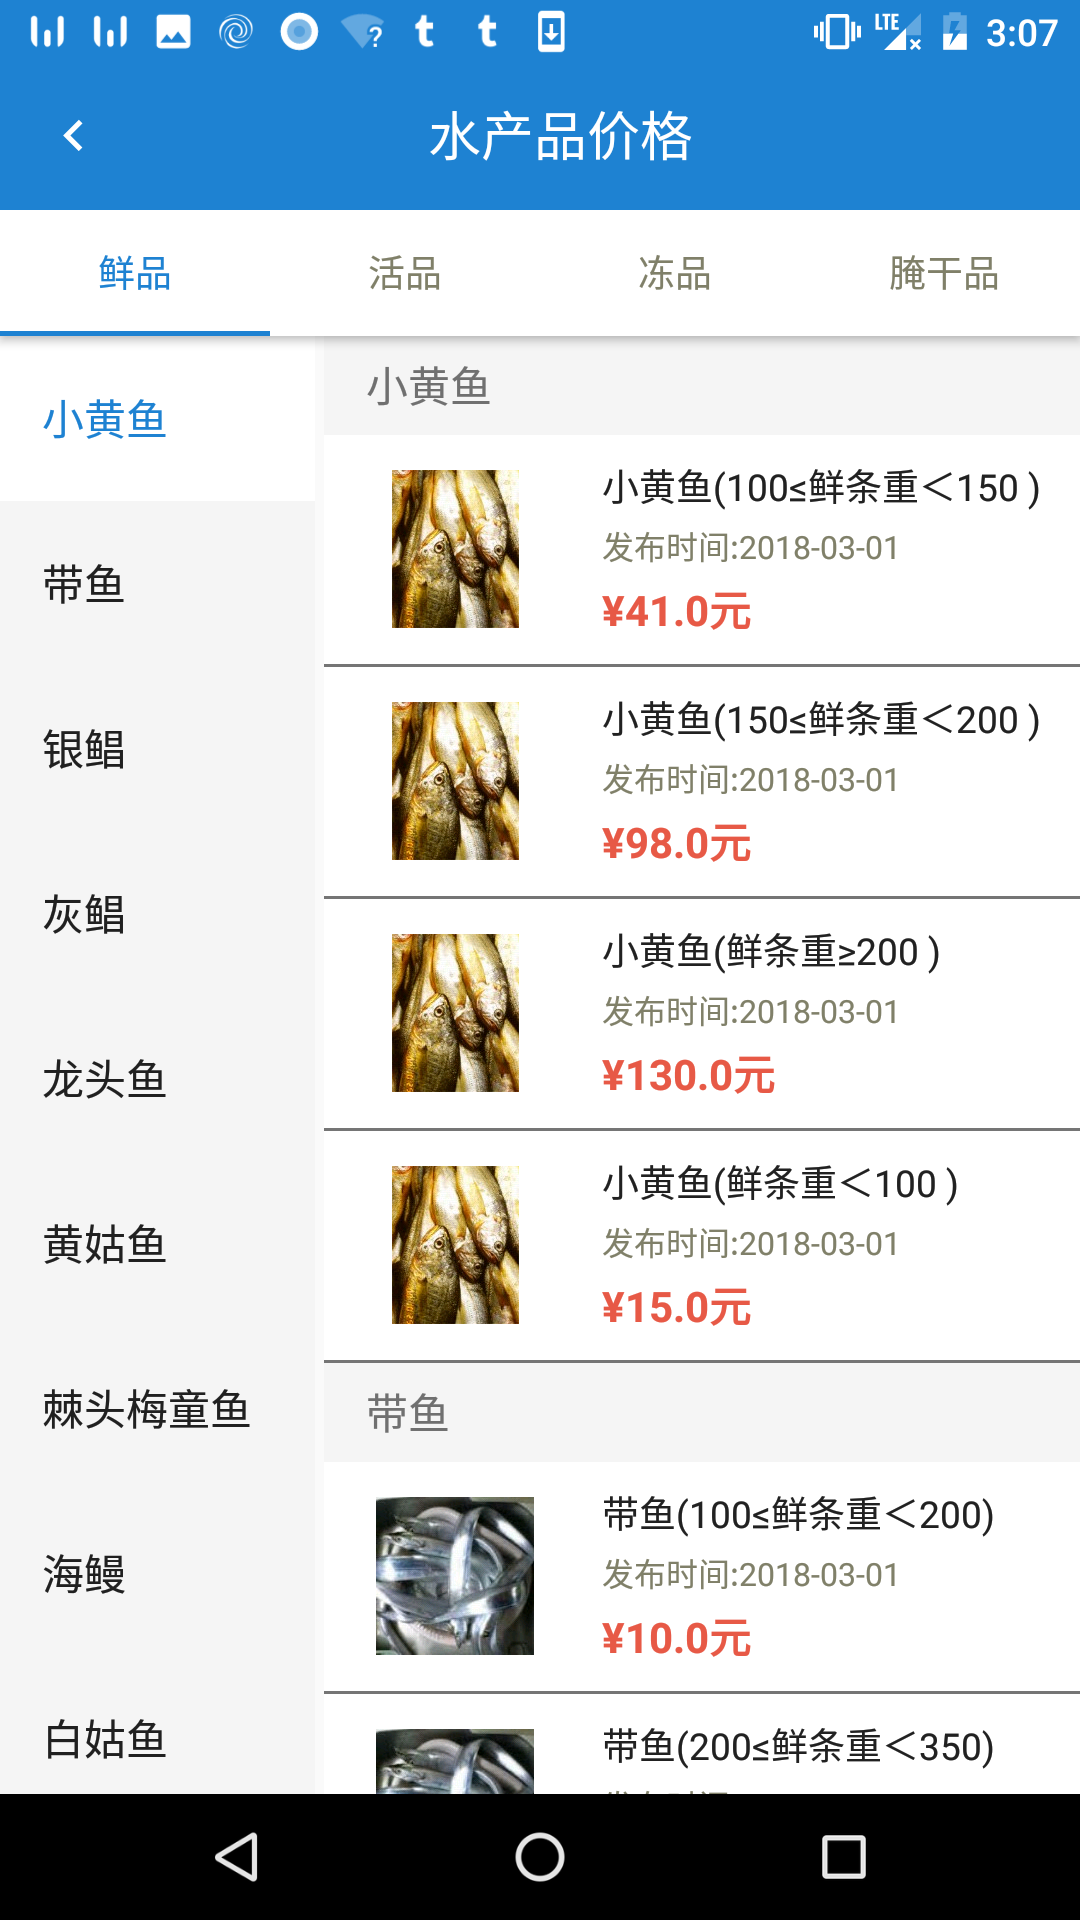 LTE 3:07
水产品价格
鲜品 活品 冻品 腌干品
小黄鱼
带鱼
银鲳
灰鲳
龙头鱼
黄姑鱼
棘头梅童鱼
海鳗
白姑鱼
小黄鱼
小黄鱼(100≤鲜条重＜150 )
发布时间:2018-03-01
¥41.0元
小黄鱼(150≤鲜条重＜200 )
发布时间:2018-03-01
¥98.0元
小黄鱼(鲜条重≥200 )
发布时间:2018-03-01
¥130.0元
小黄鱼(鲜条重＜100 )
发布时间:2018-03-01
¥15.0元
带鱼
带鱼(100≤鲜条重＜200)
发布时间:2018-03-01
¥10.0元
带鱼(200≤鲜条重＜350)